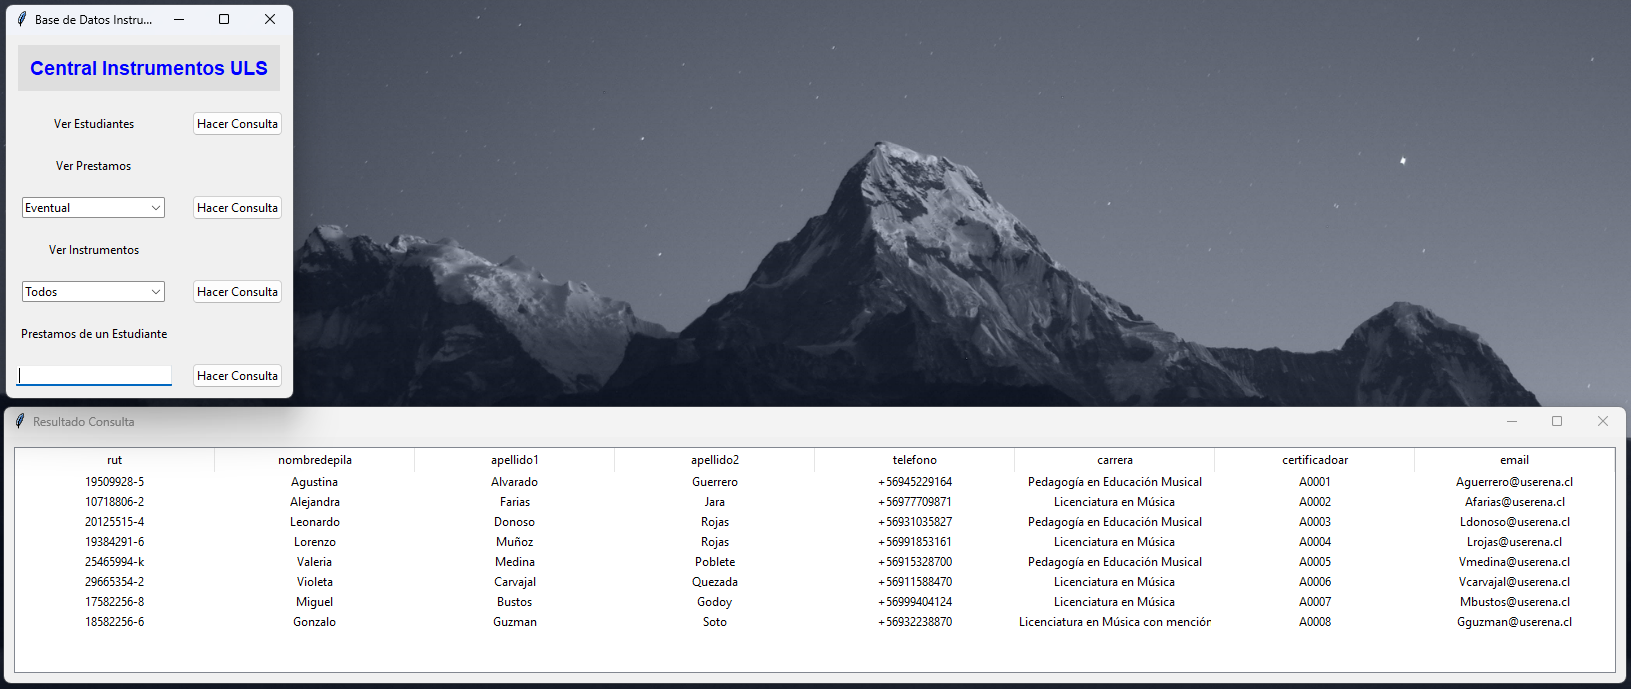 Base de Datos Instru...
Central Instrumentos ULS
Ver Estudiantes Hacer Consulta
Ver Prestamos
Eventual Hacer Consulta
Ver Instrumentos
Todos Hacer Consulta
Prestamos de un Estudiante
Hacer Consulta
Resultado Consulta
rut nombredepila apellido1 apellido2 telefono carrera certificadoar email
19509928-5 Agustina Alvarado Guerrero +56945229164 Pedagogía en Educación Musical A0001 Aguerrero@userena.cl
10718806-2 Alejandra Farias Jara +56977709871 Licenciatura en Música A0002 Afarias@userena.cl
20125515-4 Leonardo Donoso Rojas +56931035827 Pedagogía en Educación Musical A0003 Ldonoso@userena.cl
19384291-6 Lorenzo Muñoz Rojas +56991853161 Licenciatura en Música A0004 Lrojas@userena.cl
25465994-k Valeria Medina Poblete +56915328700 Pedagogía en Educación Musical A0005 Vmedina@userena.cl
29665354-2 Violeta Carvajal Quezada +56911588470 Licenciatura en Música A0006 Vcarvajal@userena.cl
17582256-8 Miguel Bustos Godoy +56999404124 Licenciatura en Música A0007 Mbustos@userena.cl
18582256-6 Gonzalo Guzman Soto +56932238870 Licenciatura en Música con mención A0008 Gguzman@userena.cl